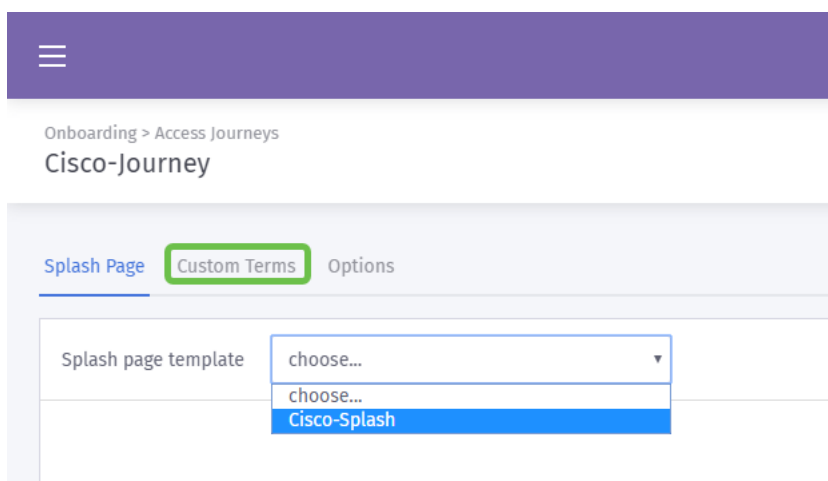 Onboarding > Access Journeys
Cisco-Journey
Splash Page Custom Terms Options
Splash page template choose...
choose...
Cisco-Splash